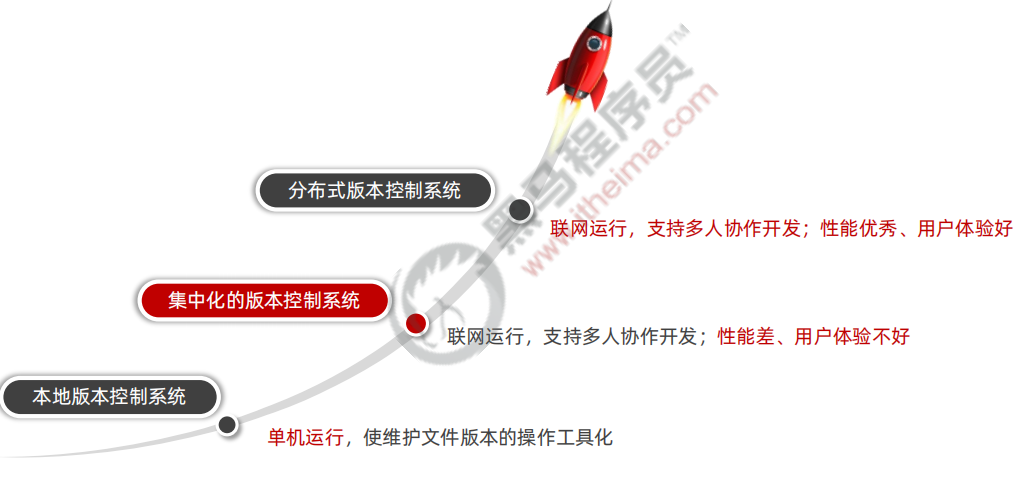 分布式版本控制系统
联网运行，支持多人协作开发；性能优秀、用户体验好
集中化的版本控制系统
联网运行，支持多人协作开发；性能差、用户体验不好
本地版本控制系统
单机运行，使维护文件版本的操作工具化
黑马程序员™
www.itheima.com